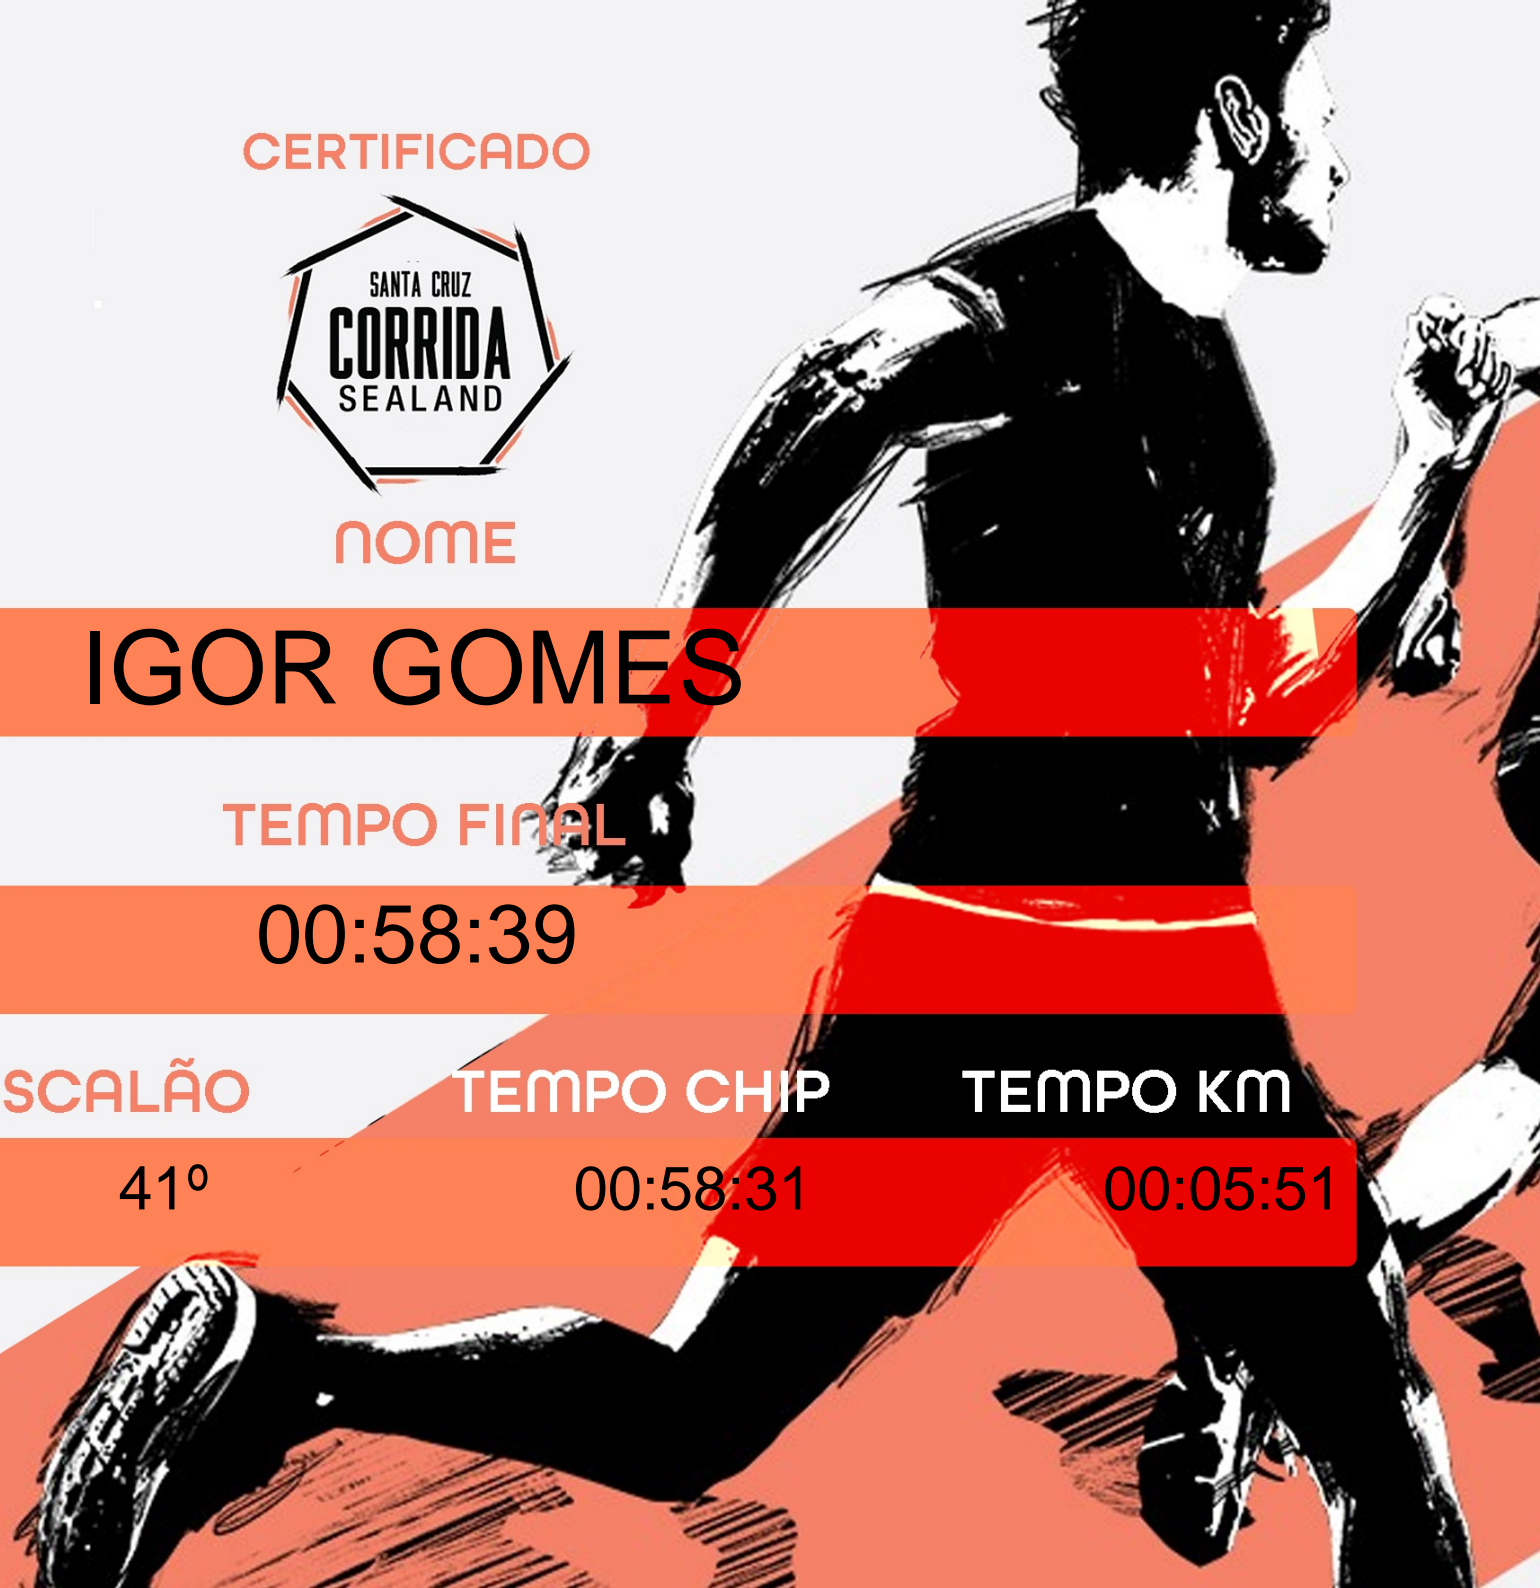 CERTIFICADO
SANTA CRUZ
CORRIDA
SEALAND
NOME
IGOR GOMES
TEMPO FINAL
00:58:39
SCALÃO TEMPO CHIP TEMPO KM
41º 00:58:31 00:05:51